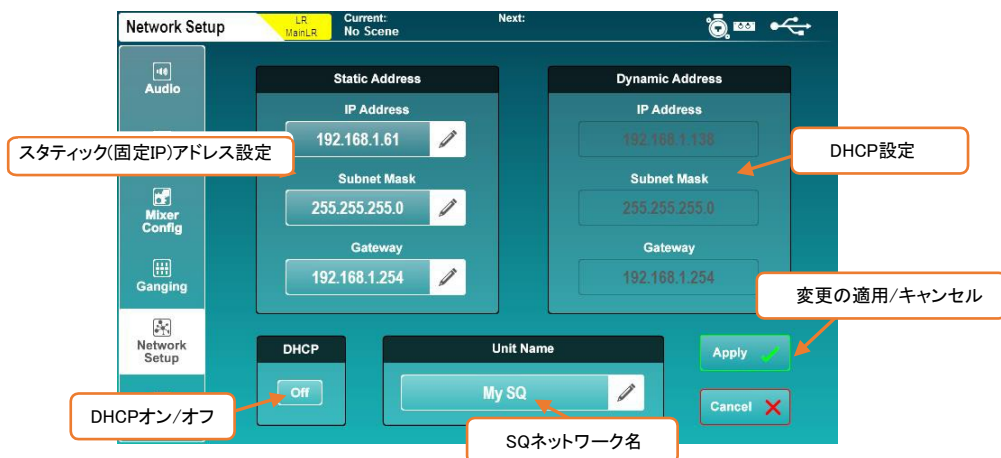 Network Setup
LR
MainLR
Current:
No Scene
Next:
Audio
Mixer
Config
Ganging
Network
Setup
Static Address
IP Address
192.168.1.61
Subnet Mask
255.255.255.0
Gateway
192.168.1.254
Dynamic Address
IP Address
192.168.1.138
Subnet Mask
255.255.255.0
Gateway
192.168.1.254
DHCP
Off
Unit Name
My SQ
Apply
Cancel
スタティック(固定IP)アドレス設定
DHCP設定
変更の適用/キャンセル
DHCPオン/オフ
SQネットワーク名